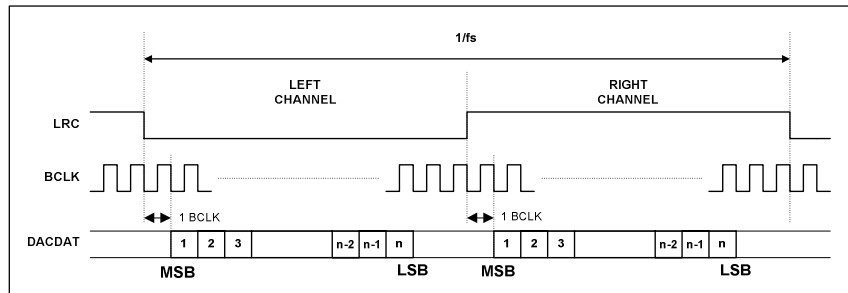 1/fs
LEFT CHANNEL
RIGHT CHANNEL
LRC
BCLK
1 BCLK
1 BCLK
DACDAT
1 2 3 n-2 n-1 n 1 2 3 n-2 n-1 n
MSB LSB MSB LSB